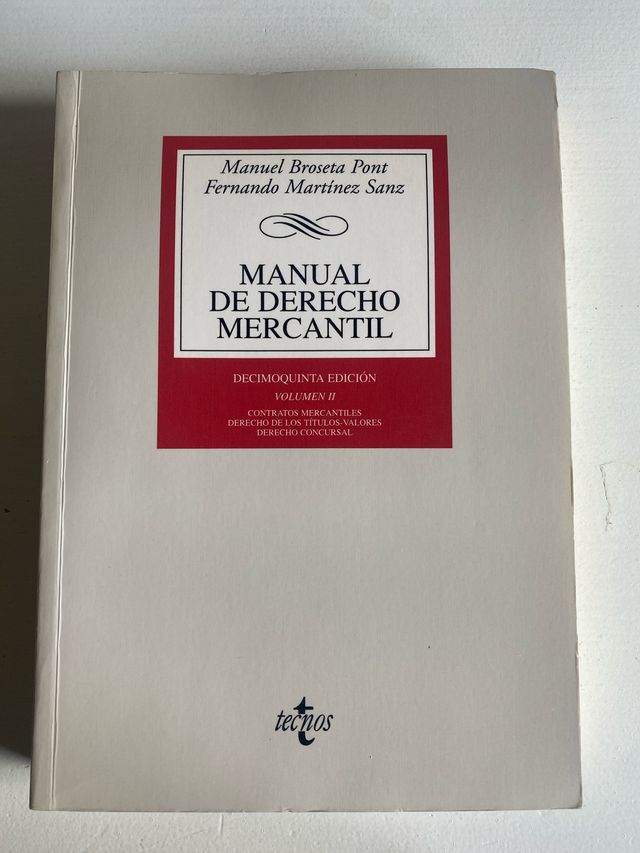 Manuel Broseta Pont
Fernando Martínez Sanz
MANUAL
DE DERECHO
MERCANTIL
DECIMOQUINTA EDICIÓN
VOLUMEN II
CONTRATOS MERCANTILES
DERECHO DE LOS TÍTULOS-VALORES
DERECHO CONCURSAL
tecnos